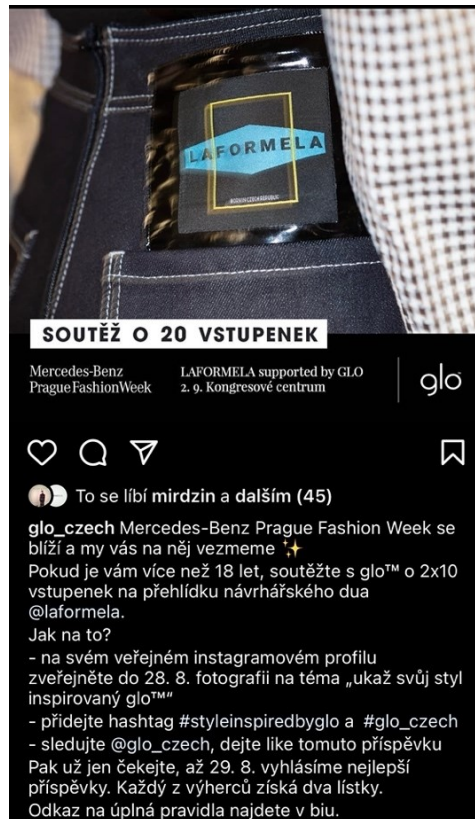 LAFORMELA
SOUTĚŽ O 20 VSTUPENEK
Mercedes-Benz
PragueFashionWeek
LAFORMELA supported by GLO
2. 9. Kongresové centrum
glo
To se líbí mirdzin a dalším (45)
glo_czech Mercedes-Benz Prague Fashion Week se
blíží a my vás na něj vezmeme ✨
Pokud je vám více než 18 let, soutěžte s glo™ o 2x10
vstupenek na přehlídku návrhářského dua
@laformela.
Jak na to?
- na svém veřejném instagramovém profilu
zveřejněte do 28. 8. fotografii na téma „ukaž svůj styl
inspirovaný glo™“
- přidejte hashtag #styleinspiredbyglo a #glo_czech
- sledujte @glo_czech, dejte like tomuto příspěvku
Pak už jen čekejte, až 29. 8. vyhlásíme nejlepší
příspěvky. Každý z výherců získá dva lístky.
Odkaz na úplná pravidla najdete v biu.